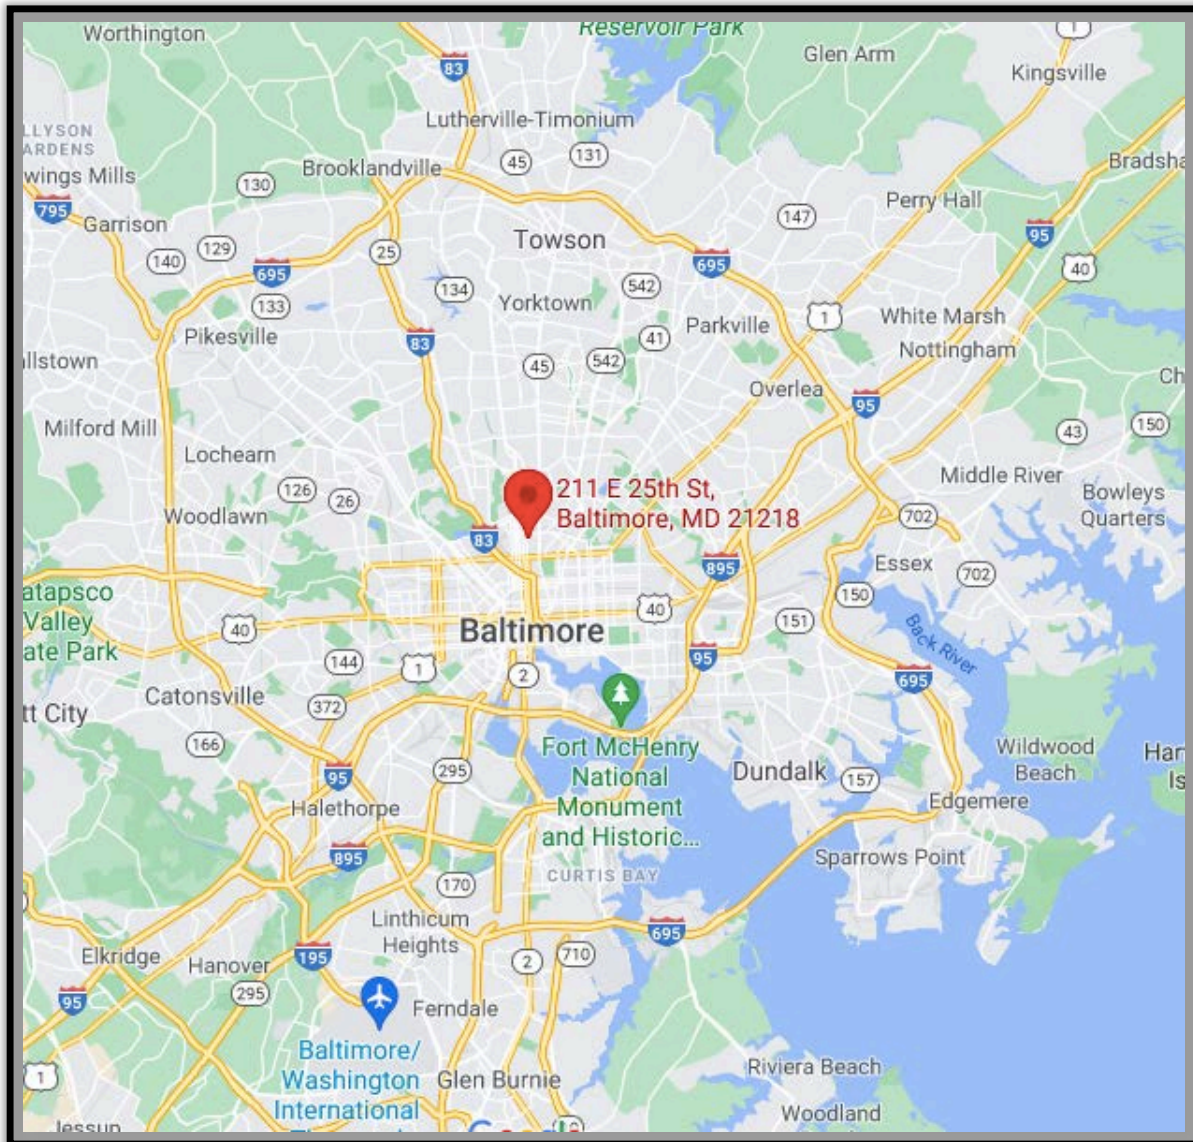 Reservoir Park
1
Worthington
Glen Arm
Kingsville
83
LLYSON
ARDENS
Lutherville-Timonium
45
131
Brooklandville
Bradsha
wings Mills
130
795
Perry Hall
Garrison
147
129
95
Towson
140
25
695
695
40
133
134
542
Yorktown
1
White Marsh
Parkville
Pikesville
83
41
Nottingham
llstown
45
542
Overlea
Ch
95
Milford Mill
43
150
Lochearn
Middle River
126
26
211 E 25th St,
Baltimore, MD 21218
Bowleys
Quarters
Woodlawn
702
83
895
Essex
702
atapsco
Valley
ate Park
40
150
40
Baltimore
151
Back River
144
1
95
2
695
Catonsville
372
tt City
166
Fort McHenry
National
Monument
and Historic...
Wildwood
Beach
Har
Is
95
295
Dundalk
157
Halethorpe
Edgemere
895
Sparrows Point
CURTIS BAY
170
Linthicum
Heights
695
Elkridge
Hanover
195
2
710
295
95
Ferndale
Baltimore/
Washington
International
1
Glen Burnie
Riviera Beach
Woodland
Jessup